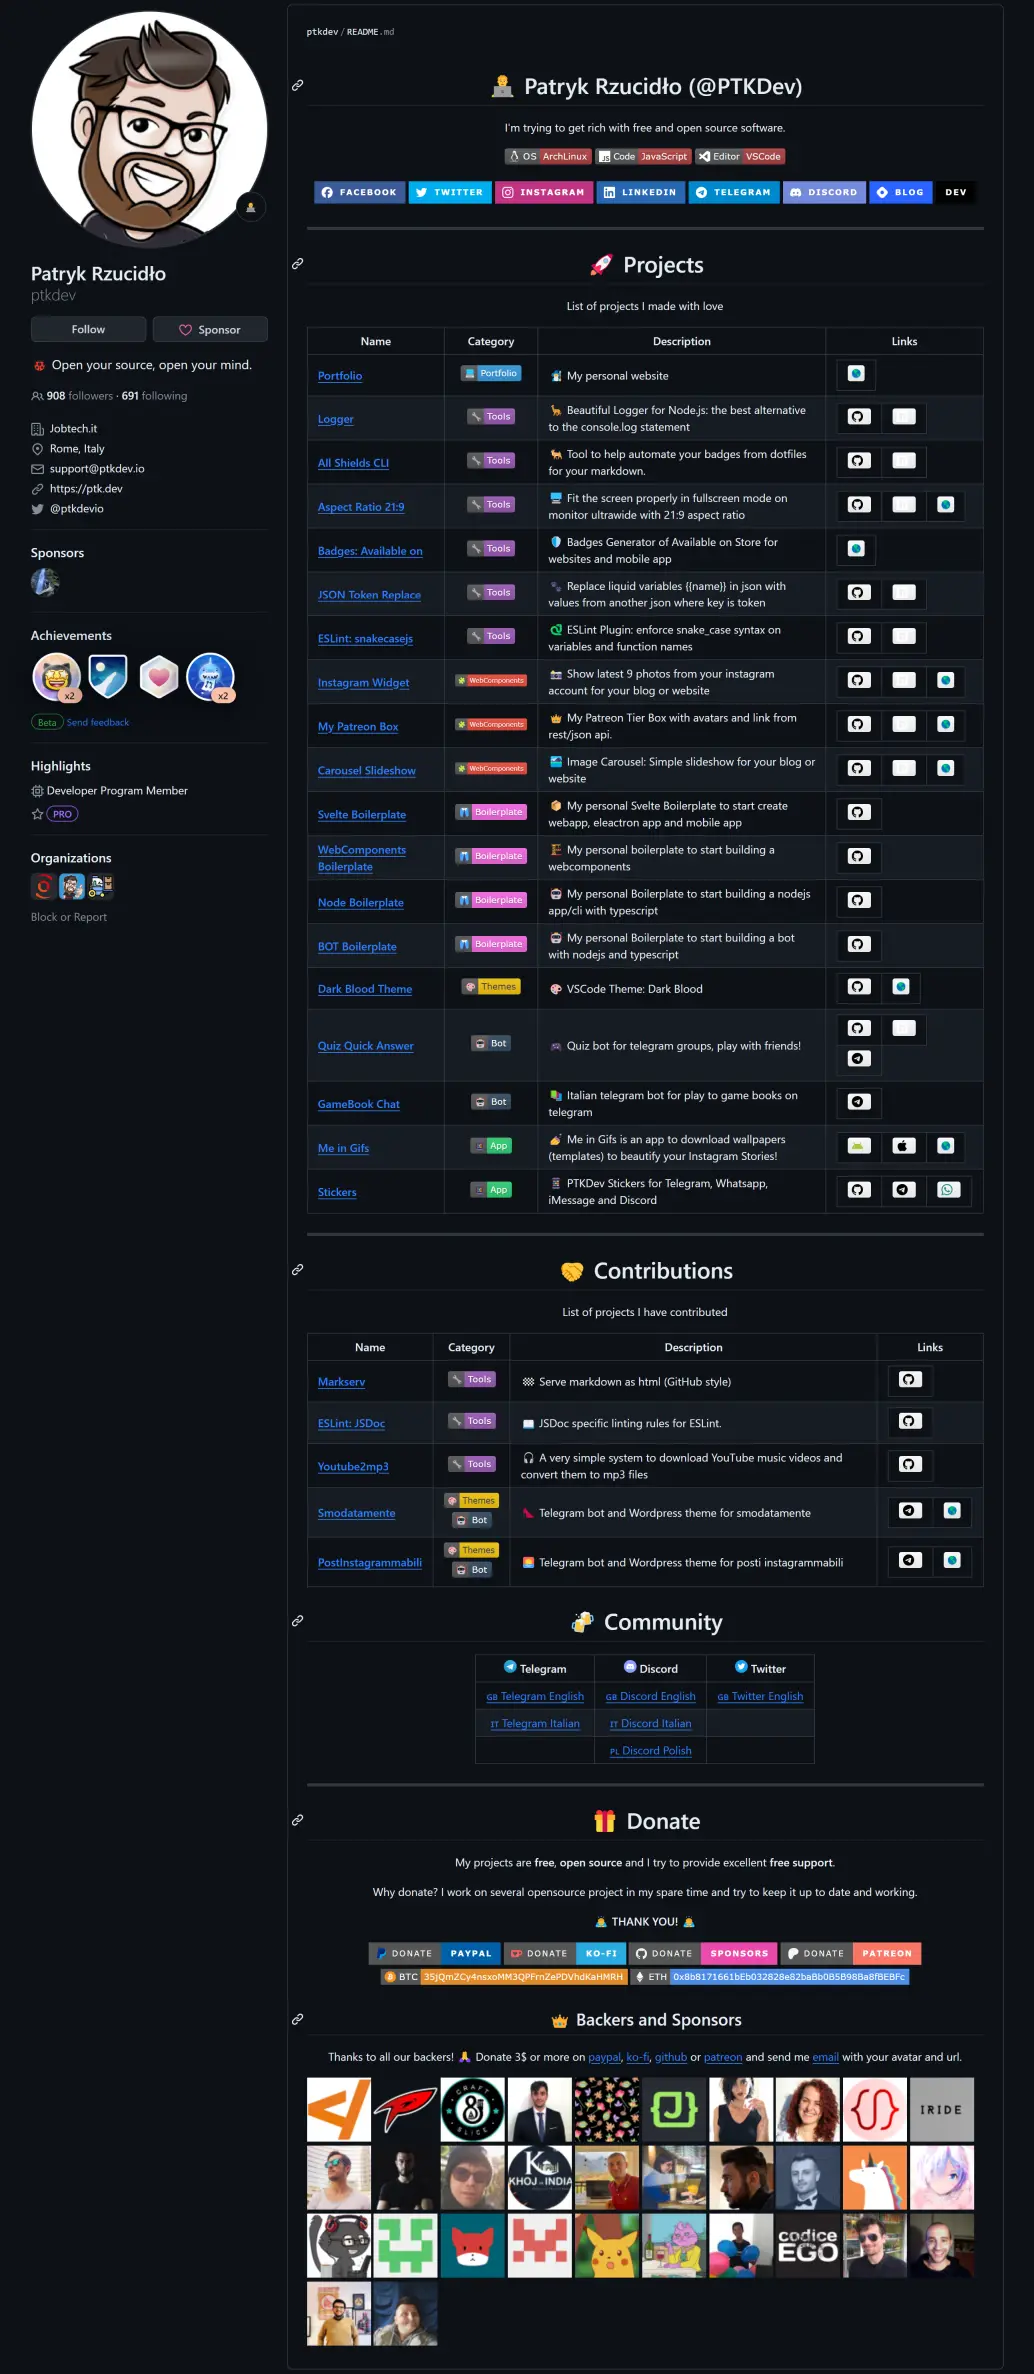 Patryk Rzucidło
ptkdev
Follow
Sponsor
Open your source, open your mind.
908 followers · 691 following
Jobtech.it
Rome, Italy
support@ptkdev.io
https://ptk.dev
@ptkdevio
Sponsors
Achievements
x2
x2
Beta Send feedback
Highlights
Developer Program Member
PRO
Organizations
Block or Report
ptkdev / README.md
Patryk Rzucidło (@PTKDev)
I'm trying to get rich with free and open source software.
OS ArchLinux JS Code JavaScript Editor VSCode
FACEBOOK TWITTER INSTAGRAM LINKEDIN TELEGRAM DISCORD BLOG DEV
Projects
List of projects I made with love
Name Category Description Links
Portfolio Portfolio My personal website
Logger Tools Beautiful Logger for Node.js: the best alternative
to the console.log statement
All Shields CLI Tools Tool to help automate your badges from dotfiles
for your markdown.
Aspect Ratio 21:9 Tools Fit the screen properly in fullscreen mode on
monitor ultrawide with 21:9 aspect ratio
Badges: Available on Tools Badges Generator of Available on Store for
websites and mobile app
JSON Token Replace Tools Replace liquid variables {{name}} in json with
values from another json where key is token
ESLint: snakecasejs Tools ESLint Plugin: enforce snake_case syntax on
variables and function names
Instagram Widget WebComponents Show latest 9 photos from your instagram
account for your blog or website
My Patreon Box WebComponents My Patreon Tier Box with avatars and link from
rest/json api.
Carousel Slideshow WebComponents Image Carousel: Simple slideshow for your blog or
website
Svelte Boilerplate Boilerplate My personal Svelte Boilerplate to start create
webapp, eleactron app and mobile app
WebComponents
Boilerplate Boilerplate My personal boilerplate to start building a
webcomponents
Node Boilerplate Boilerplate My personal Boilerplate to start building a nodejs
app/cli with typescript
BOT Boilerplate Boilerplate My personal Boilerplate to start building a bot
with nodejs and typescript
Dark Blood Theme Themes VSCode Theme: Dark Blood
Quiz Quick Answer Bot Quiz bot for telegram groups, play with friends!
GameBook Chat Bot Italian telegram bot for play to game books on
telegram
Me in Gifs App Me in Gifs is an app to download wallpapers
(templates) to beautify your Instagram Stories!
Stickers App PTKDev Stickers for Telegram, Whatsapp,
iMessage and Discord
Contributions
List of projects I have contributed
Name Category Description Links
Markserv Tools Serve markdown as html (GitHub style)
ESLint: JSDoc Tools JSDoc specific linting rules for ESLint.
Youtube2mp3 Tools A very simple system to download YouTube music videos and
convert them to mp3 files
Smodatamente Themes Bot Telegram bot and Wordpress theme for smodatamente
PostInstagrammabili Themes Bot Telegram bot and Wordpress theme for posti instagrammabili
Community
Telegram Discord Twitter
GB Telegram English GB Discord English GB Twitter English
IT Telegram Italian IT Discord Italian
PL Discord Polish
Donate
My projects are free, open source and I try to provide excellent free support.
Why donate? I work on several opensource project in my spare time and try to keep it up to date and working.
THANK YOU!
DONATE PAYPAL DONATE KO-FI DONATE SPONSORS DONATE PATREON
BTC 35jQmZCy4nsxoMM3QPFrnZePDVhdKaHMRH ETH 0x8b8171661bEb032828e82baBb0B5B98Ba8fBEBFc
Backers and Sponsors
Thanks to all our backers! Donate 3$ or more on paypal, ko-fi, github or patreon and send me email with your avatar and url.
CRAFT
SLICE
IRIDE
KHOJ INDIA
codice
EGO